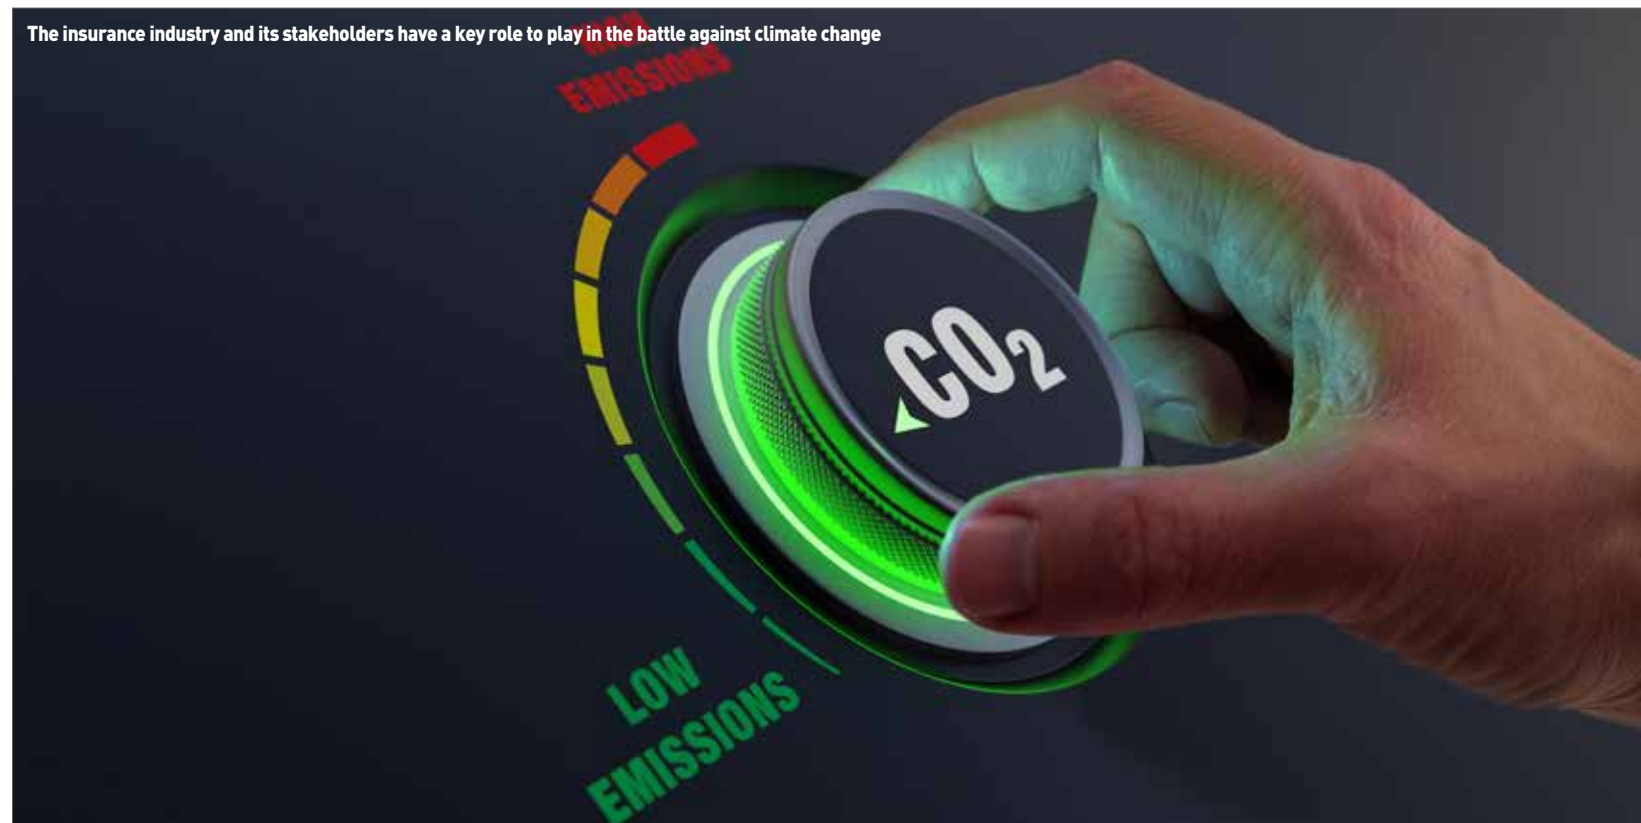 The insurance industry and its stakeholders have a key role to play in the battle against climate change
HIGH
EMISSIONS
CO₂
LOW
EMISSIONS